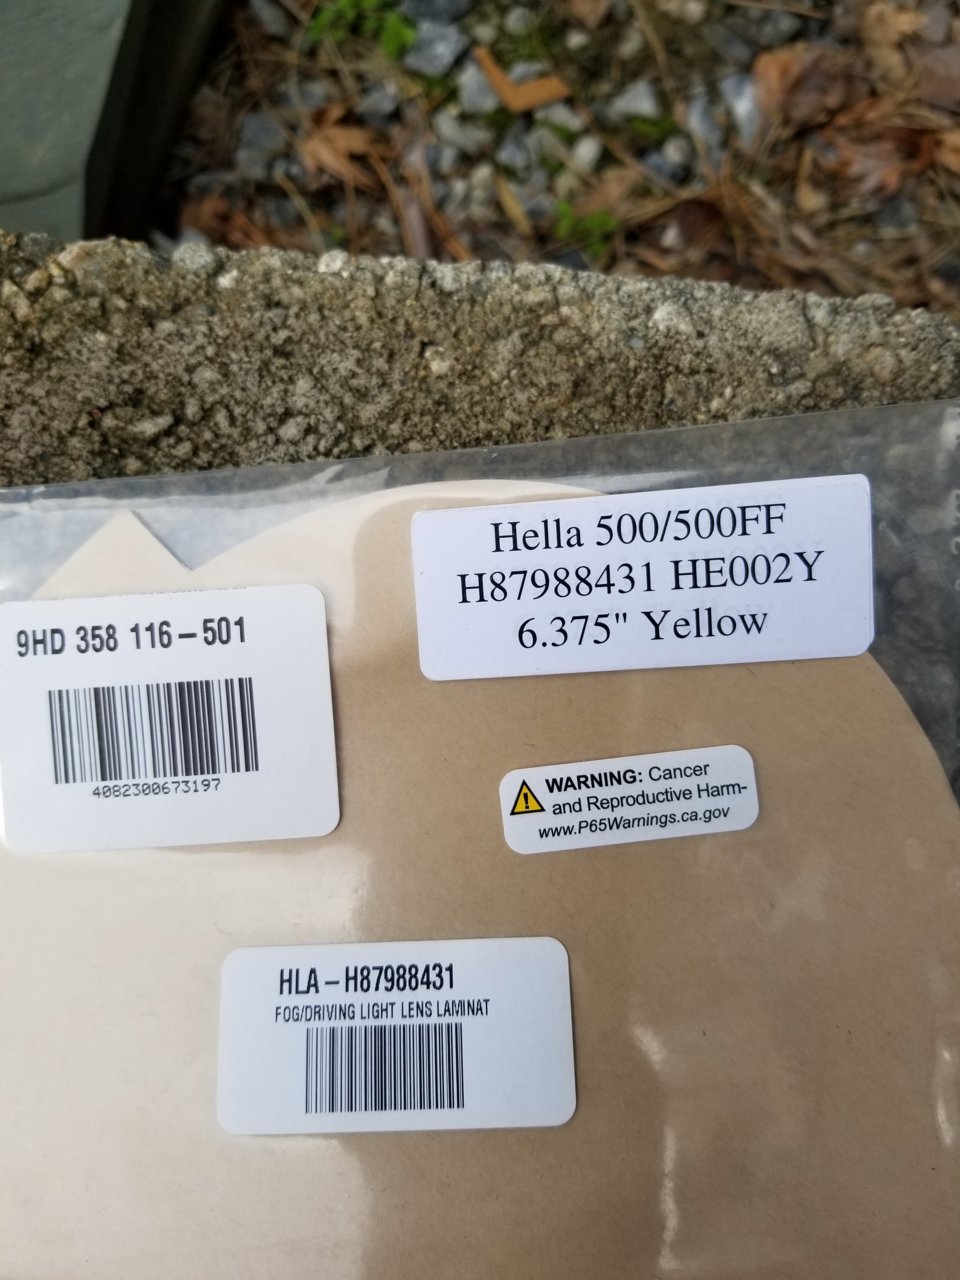 Hella 500/500FF
H87988431 HE002Y
6.375" Yellow
9HD 358 116-501
4082300673197
WARNING: Cancer
and Reproductive Harm-
www.P65Warnings.ca.gov
HLA-H87988431
FOG/DRIVING LIGHT LENS LAMINAT